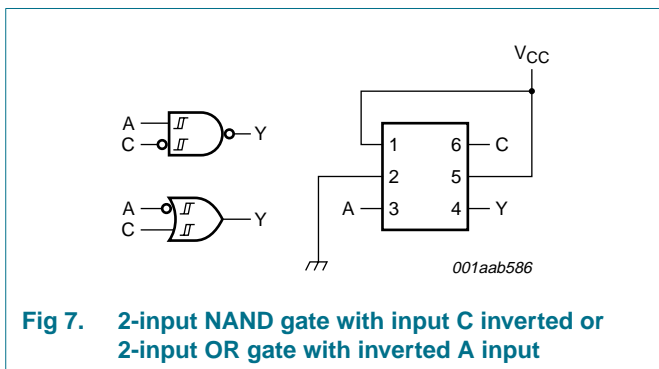 VCC
A
C
Y
A
C
Y
1
6
C
2
5
A
3
4
Y
001aab586
Fig 7. 2-input NAND gate with input C inverted or
2-input OR gate with inverted A input